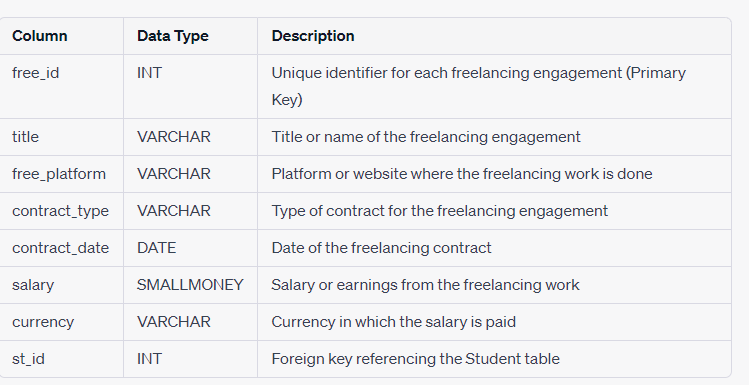 Column Data Type Description
free_id INT Unique identifier for each freelancing engagement (Primary
Key)
title VARCHAR Title or name of the freelancing engagement
free_platform VARCHAR Platform or website where the freelancing work is done
contract_type VARCHAR Type of contract for the freelancing engagement
contract_date DATE Date of the freelancing contract
salary SMALLMONEY Salary or earnings from the freelancing work
currency VARCHAR Currency in which the salary is paid
st_id INT Foreign key referencing the Student table